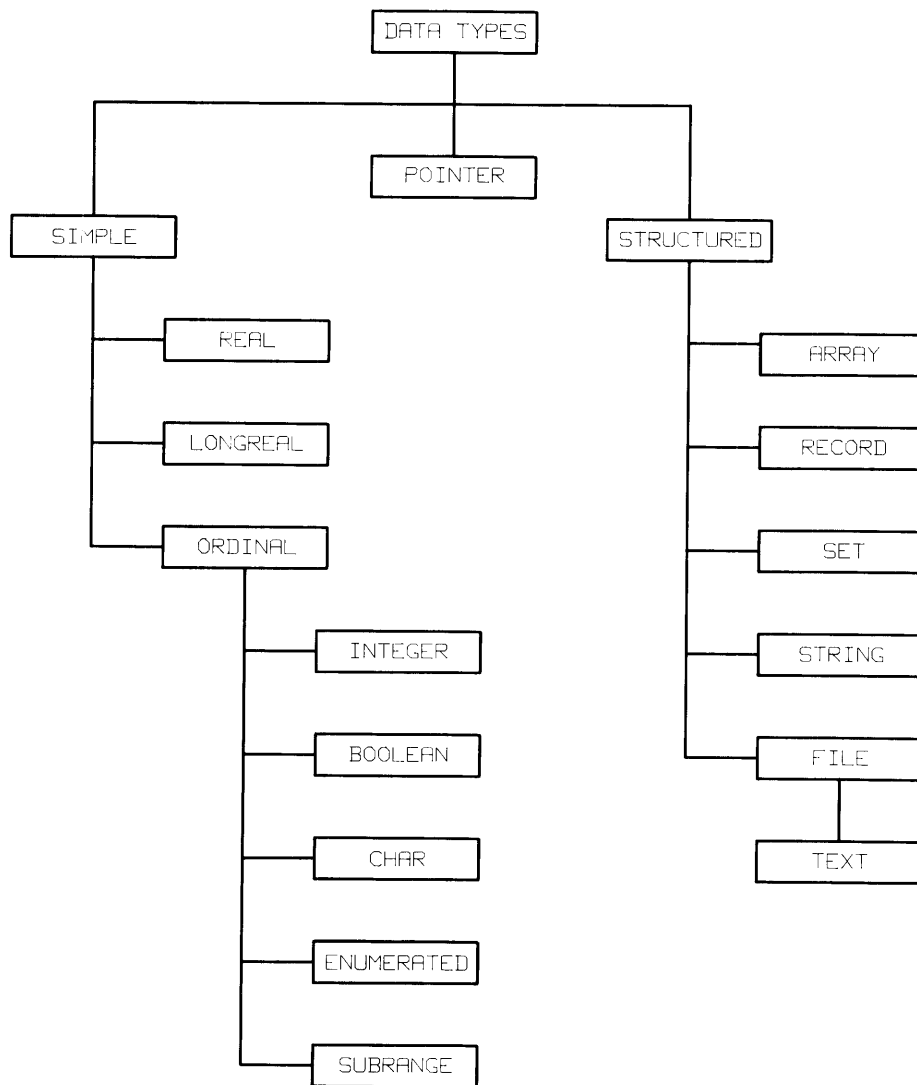 DATA TYPES
POINTER
SIMPLE
STRUCTURED
REAL
ARRAY
LONGREAL
RECORD
ORDINAL
SET
INTEGER
STRING
BOOLEAN
FILE
CHAR
TEXT
ENUMERATED
SUBRANGE